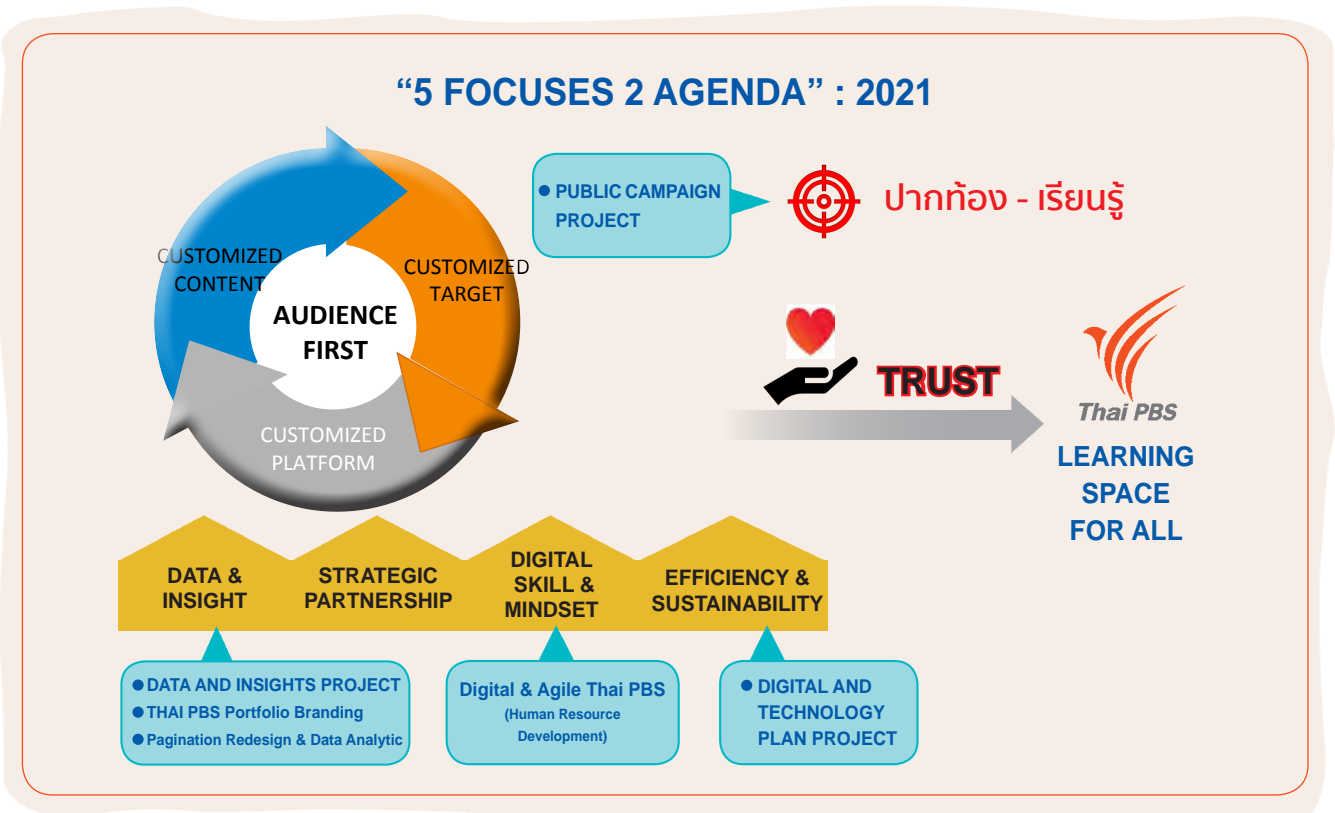 “5 FOCUSES 2 AGENDA” : 2021
CUSTOMIZED
CONTENT
CUSTOMIZED
TARGET
AUDIENCE
FIRST
CUSTOMIZED
PLATFORM
● PUBLIC CAMPAIGN
PROJECT
ปากท้อง - เรียนรู้
TRUST
Thai PBS
LEARNING
SPACE
FOR ALL
DATA &
INSIGHT
STRATEGIC
PARTNERSHIP
DIGITAL
SKILL &
MINDSET
EFFICIENCY &
SUSTAINABILITY
● DATA AND INSIGHTS PROJECT
● THAI PBS Portfolio Branding
● Pagination Redesign & Data Analytic
Digital & Agile Thai PBS
(Human Resource
Development)
● DIGITAL AND
TECHNOLOGY
PLAN PROJECT